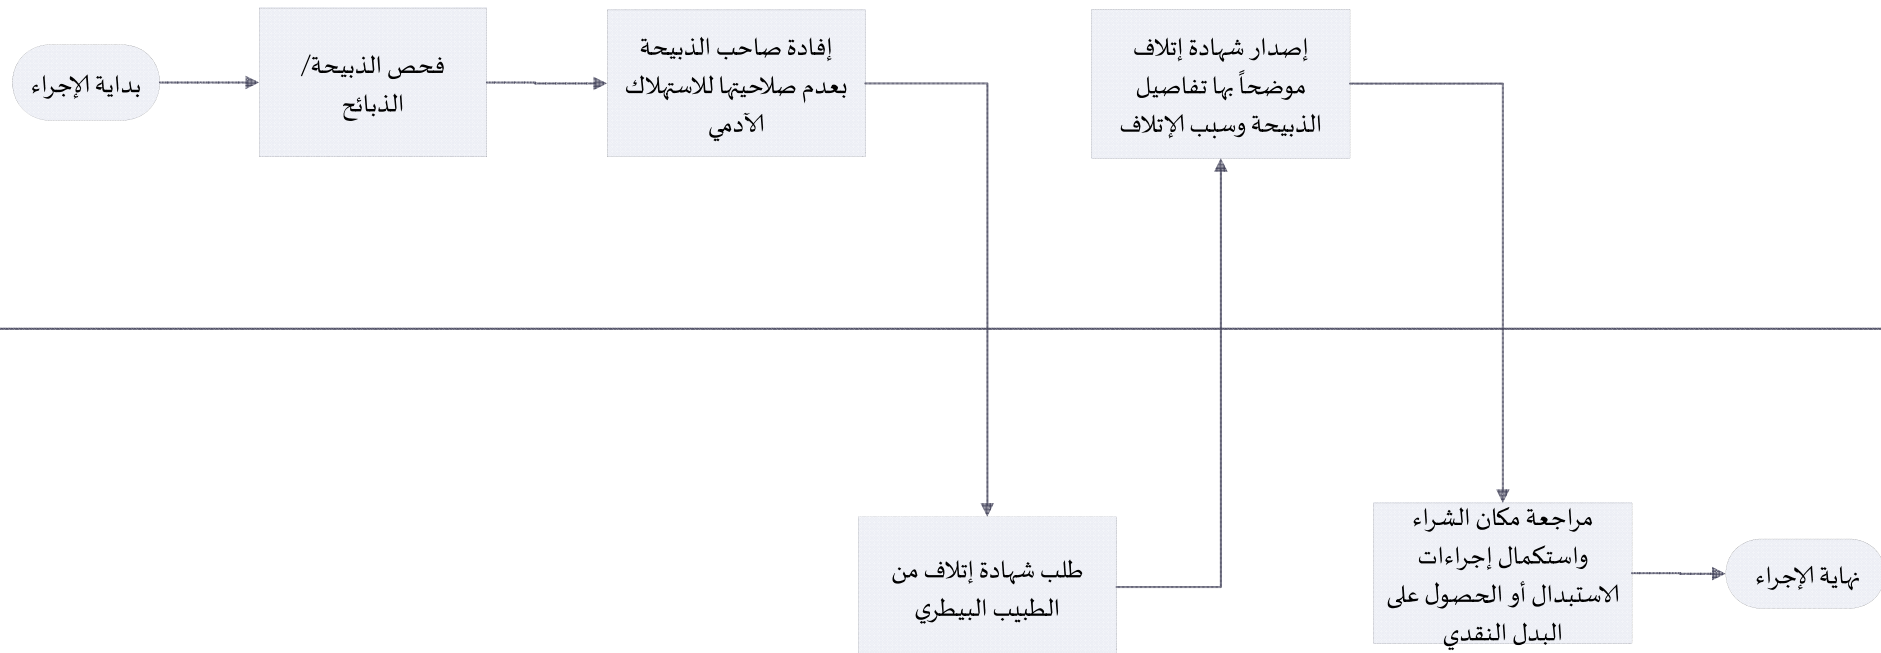 بداية الإجراء
فحص الذبيحة/
الذبائح
إفادة صاحب الذبيحة
بعدم صلاحيتها للاستهلاك
الآدمي
طلب شهادة إتلاف من
الطبيب البيطري
إصدار شهادة إتلاف
موضحاً بها تفاصيل
الذبيحة وسبب الإتلاف
مراجعة مكان الشراء
واستكمال إجراءات
الاستبدال أو الحصول على
البدل النقدي
نهاية الإجراء